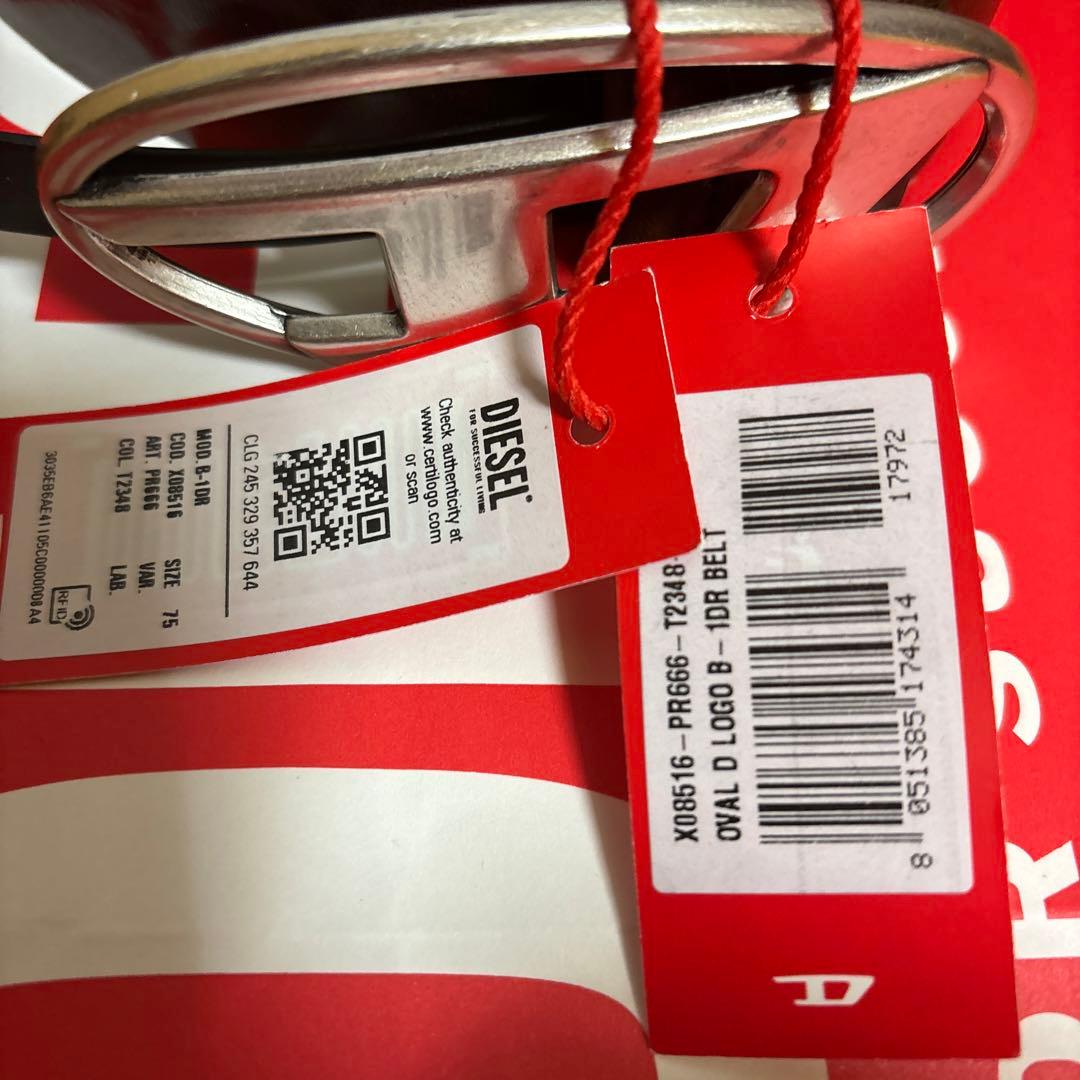 DIESEL®
FOR SUCCESSFUL LIVING
Check authenticity at
www.certilogo.com
or scan
CLG 245 329 357 644
MOD. B-1DR
COD. X08516 SIZE 75
ART. PR666 VAR.
COL. T2348 LAB.
RFID
17972
X08516-PR666-T2348-
OVAL D LOGO B-1DR BELT
8 051385 174314
D